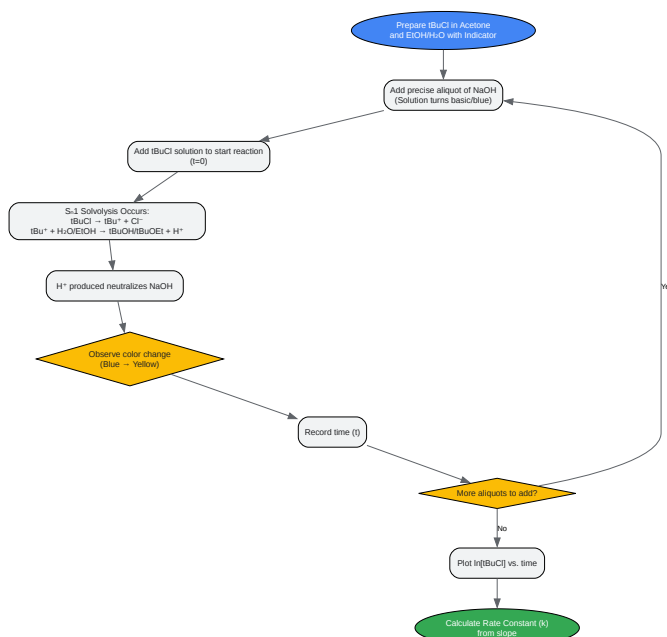 Prepare tBuCl in Acetone
and EtOH/H₂O with Indicator
Add precise aliquot of NaOH
(Solution turns basic/blue)
Add tBuCl solution to start reaction
(t=0)
Sₙ1 Solvolysis Occurs:
tBuCl → tBu⁺ + Cl⁻
tBu⁺ + H₂O/EtOH → tBuOH/tBuOEt + H⁺
H⁺ produced neutralizes NaOH
Ye
Observe color change
(Blue → Yellow)
Record time (t)
More aliquots to add?
No
Plot ln[tBuCl] vs. time
Calculate Rate Constant (k)
from slope